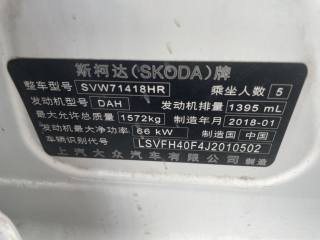 斯柯达(SKODA)牌
整车型号 SVW71418HR 乘坐人数 5
发动机型号 DAH 发动机排量 1395 mL
最大允许总质量 1572kg 制造年月 2018-01
发动机最大净功率 66 kW 制造国 中国
车辆识别代号 LSVFH40F4J2010502
上汽大众汽车有限公司 制造